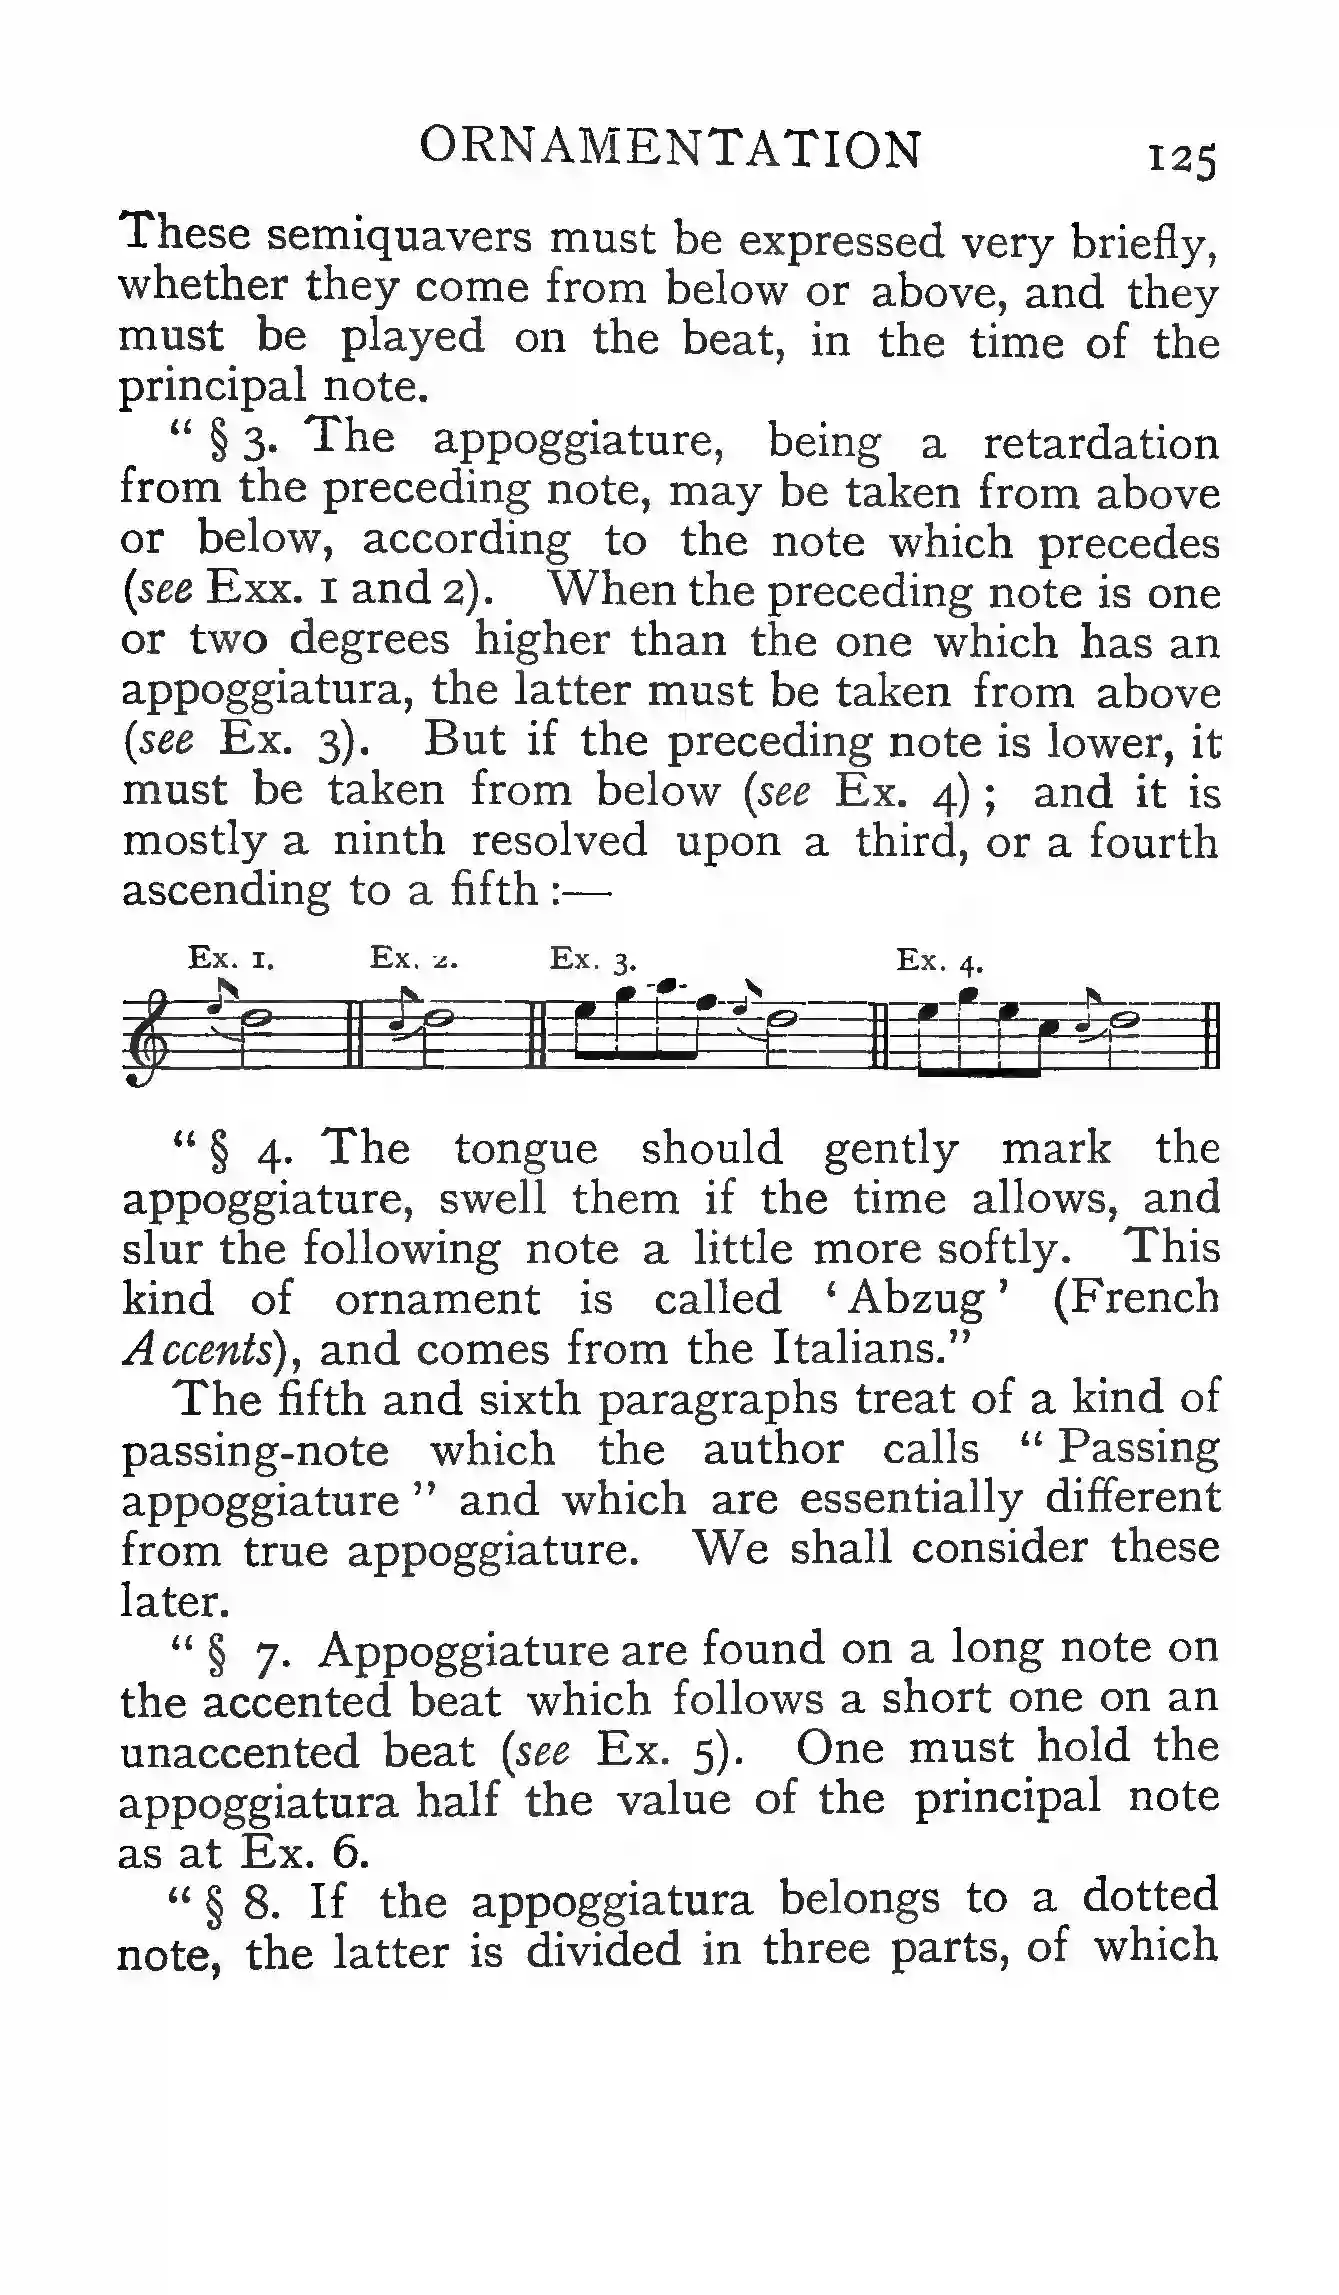 ORNAMENTATION 125
These semiquavers must be expressed very briefly,
whether they come from below or above, and they
must be played on the beat, in the time of the
principal note.
“ § 3. The appoggiature, being a retardation
from the preceding note, may be taken from above
or below, according to the note which precedes
(see Exx. 1 and 2). When the preceding note is one
or two degrees higher than the one which has an
appoggiatura, the latter must be taken from above
(see Ex. 3). But if the preceding note is lower, it
must be taken from below (see Ex. 4) ; and it is
mostly a ninth resolved upon a third, or a fourth
ascending to a fifth :—
Ex. 1. Ex. 2. Ex. 3. Ex. 4.
“ § 4. The tongue should gently mark the
appoggiature, swell them if the time allows, and
slur the following note a little more softly. This
kind of ornament is called ‘ Abzug ’ (French
Accents), and comes from the Italians.”
The fifth and sixth paragraphs treat of a kind of
passing-note which the author calls “ Passing
appoggiature ” and which are essentially different
from true appoggiature. We shall consider these
later.
“ § 7. Appoggiature are found on a long note on
the accented beat which follows a short one on an
unaccented beat (see Ex. 5). One must hold the
appoggiatura half the value of the principal note
as at Ex. 6.
“ § 8. If the appoggiatura belongs to a dotted
note, the latter is divided in three parts, of which